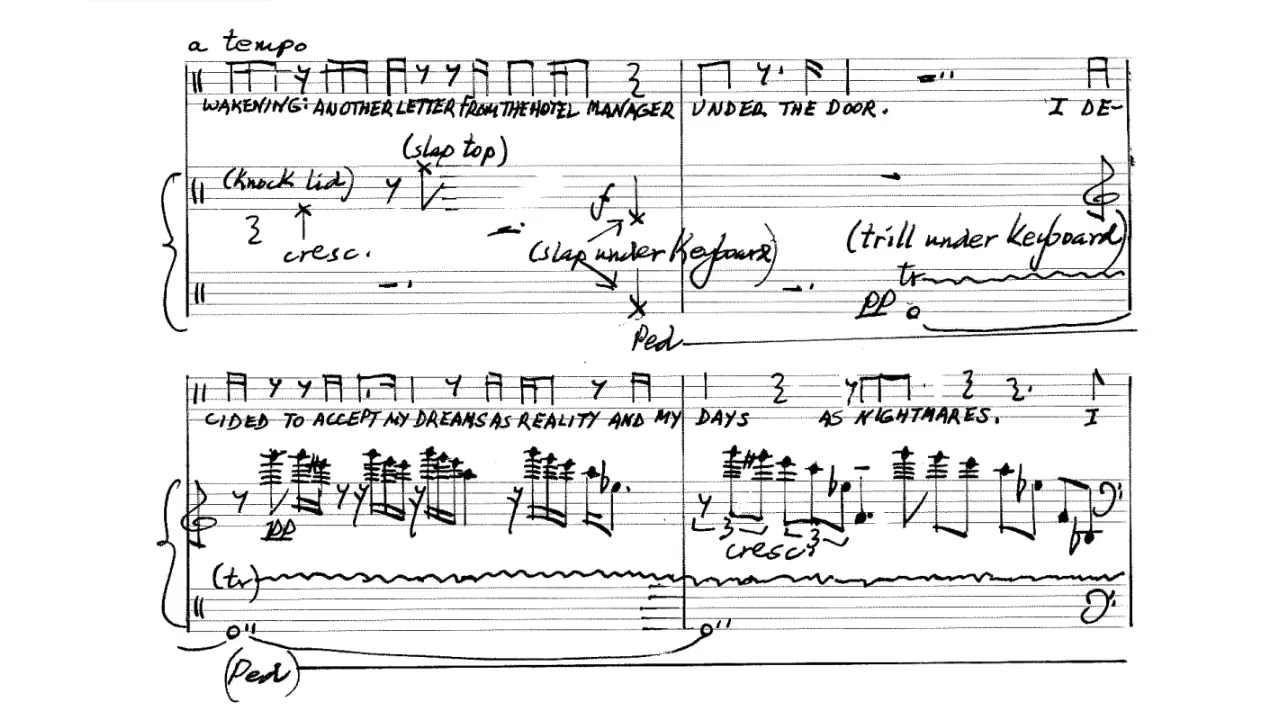 a tempo
WAKENING: ANOTHER LETTER FROM THE HOTEL MANAGER UNDER THE DOOR. I DE-
(slap top)
(Knock lid)
f
cresc.
(slap under Keyboard)
(trill under Keyboard)
tr
pp
Ped
CIDED TO ACCEPT MY DREAMS AS REALITY AND MY DAYS AS NIGHTMARES. I
pp
3 3
cresc.
(tr)
(Ped)